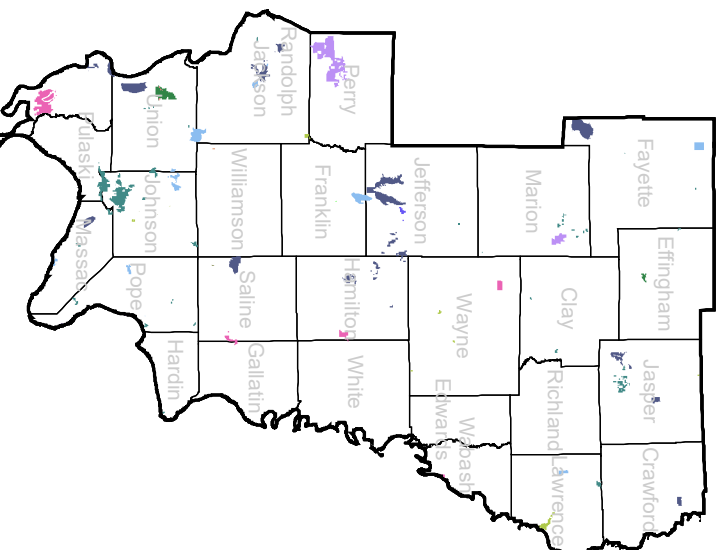 Randolph
Jackson
Perry
Union
Pulaski
Fayette
Jefferson
Marion
Williamson
Franklin
Johnson
Massac
Effingham
Pope
Saline
Hamilton
Wayne
Clay
Hardin
Gallatin
White
Jasper
Richland
Edwards
Wabash
Lawrence
Crawford